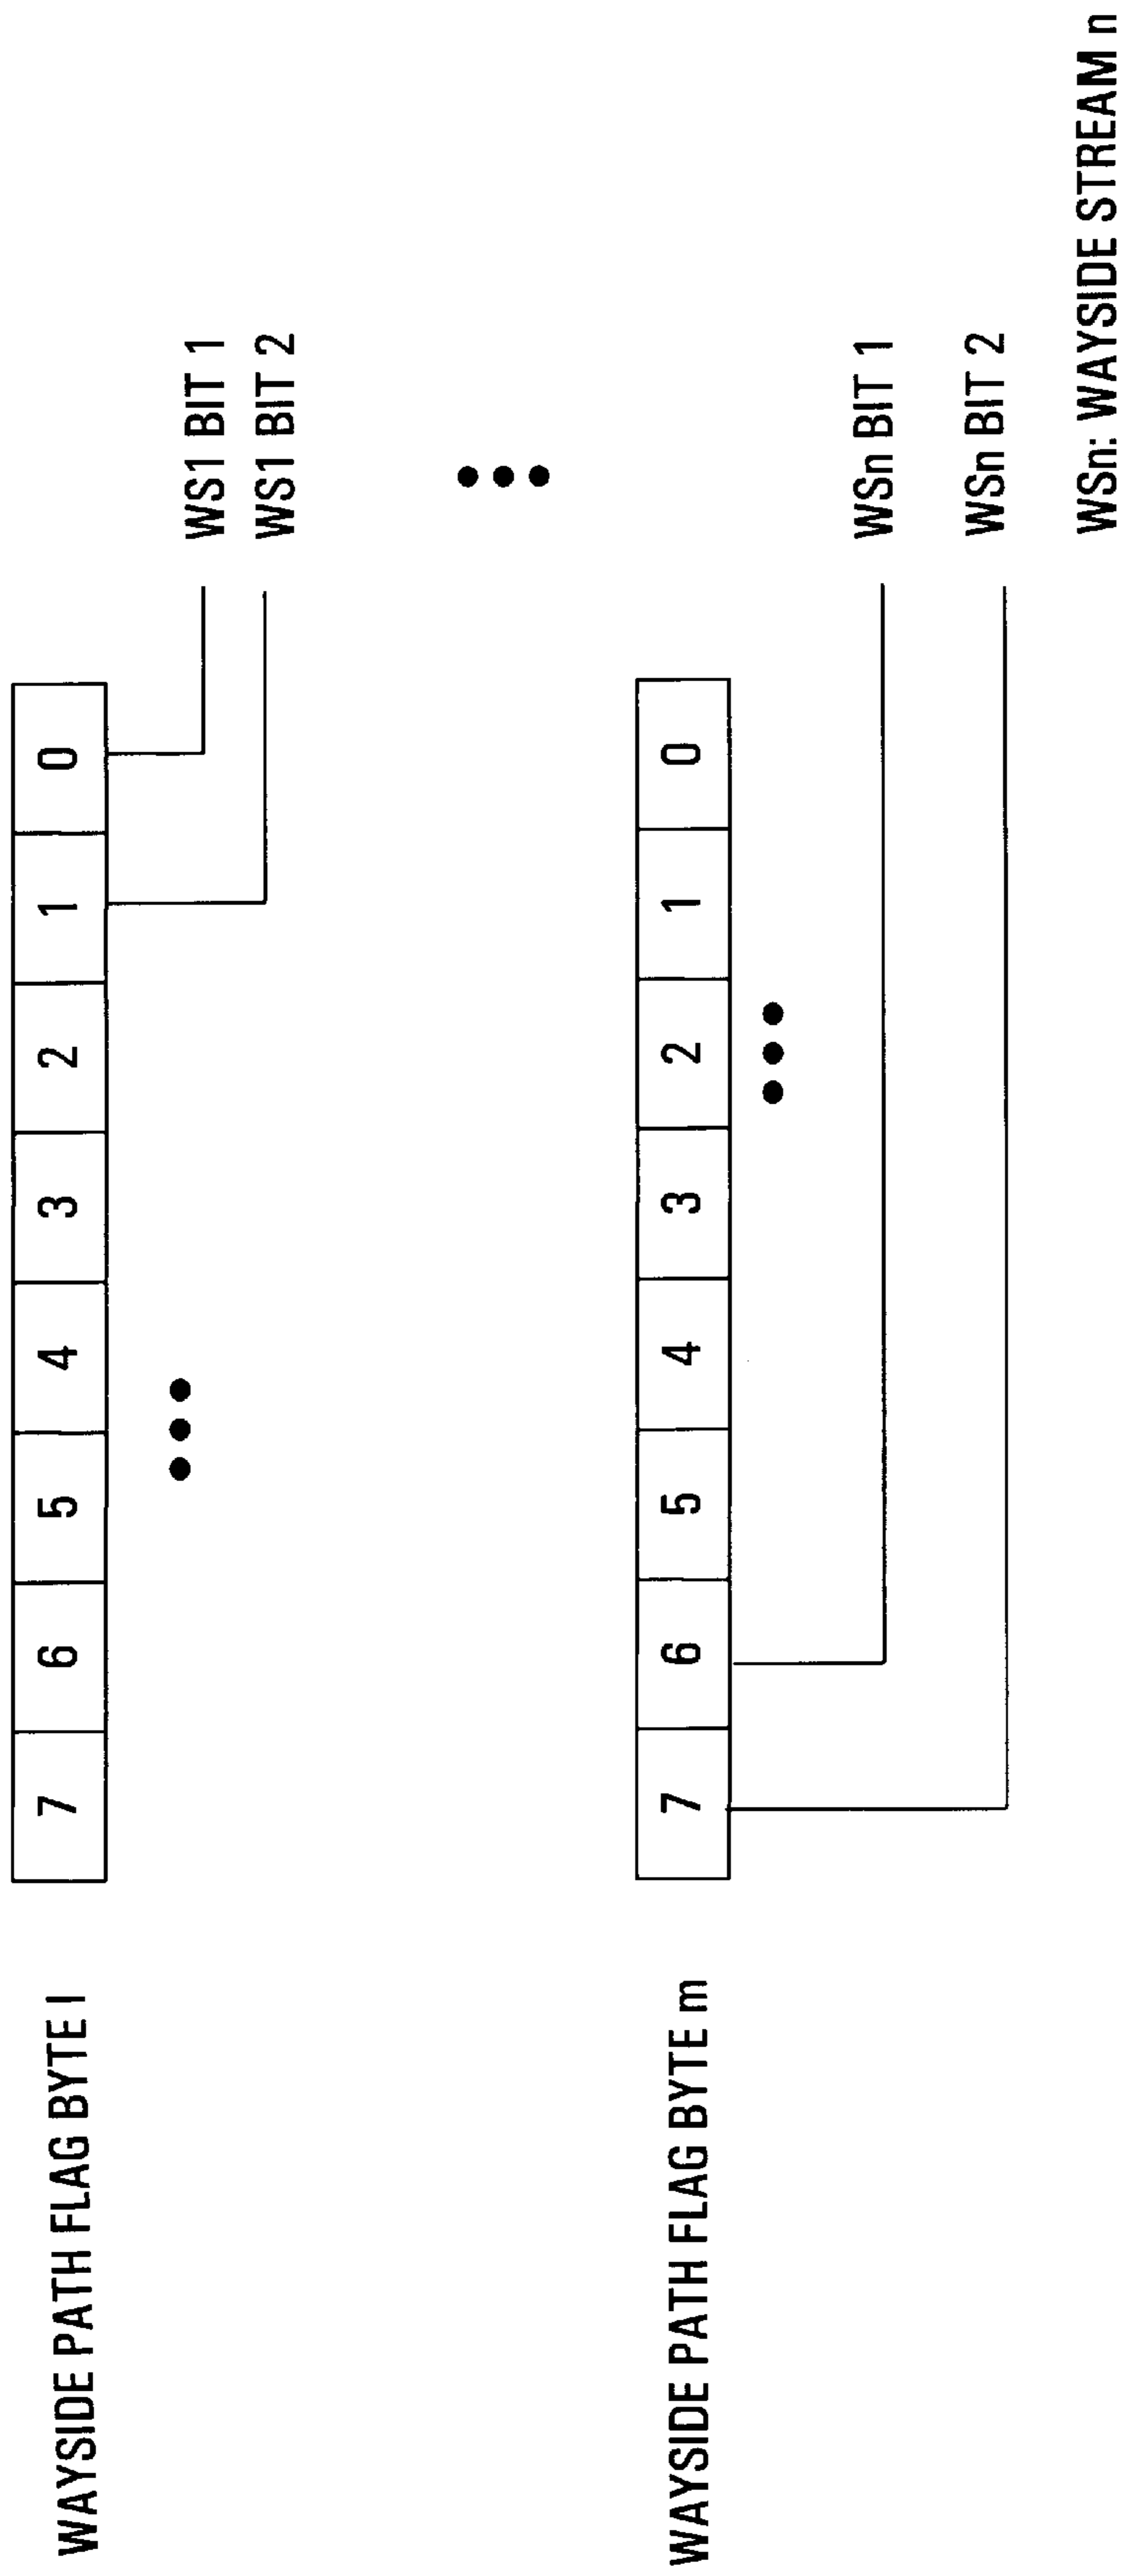 WAYSIDE PATH FLAG BYTE I
7 6 5 4 3 2 1 0
WS1 BIT 1
WS1 BIT 2
WAYSIDE PATH FLAG BYTE m
7 6 5 4 3 2 1 0
WSn BIT 1
WSn BIT 2
WSn: WAYSIDE STREAM n